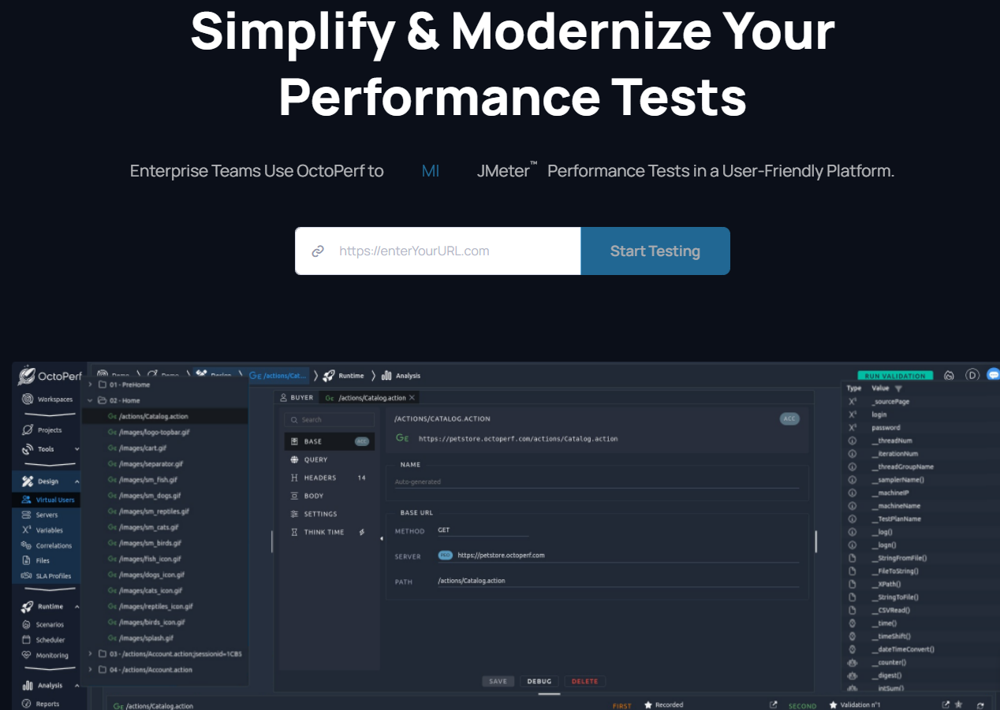 Simplify & Modernize Your
Performance Tests
Enterprise Teams Use OctoPerf to MI JMeter™ Performance Tests in a User-Friendly Platform.
https://enterYourURL.com
Start Testing
OctoPerf
Workspaces
Projects
Tools
Design
Virtual Users
Servers
Variables
Correlations
Files
SLA Profiles
Runtime
Scenarios
Scheduler
Monitoring
Analysis
Reports
Demo
Demo
Design
GE /actions/Cat...
Runtime
Analysis
RUN VALIDATION
D
01 - PreHome
02 - Home
GE /actions/Catalog.action
GE /images/logo-topbar.gif
GE /images/cart.gif
GE /images/separator.gif
GE /images/sm_fish.gif
GE /images/sm_dogs.gif
GE /images/sm_reptiles.gif
GE /images/sm_cats.gif
GE /images/sm_birds.gif
GE /images/fish_icon.gif
GE /images/dogs_icon.gif
GE /images/cats_icon.gif
GE /images/reptiles_icon.gif
GE /images/birds_icon.gif
GE /images/splash.gif
03 - /actions/Account.action;jsessionid=1CB5
04 - /actions/Account.action
BUYER
GE /actions/Catalog.action
Search
BASE ACC
QUERY
HEADERS 14
BODY
SETTINGS
THINK TIME
/ACTIONS/CATALOG.ACTION
ACC
GE https://petstore.octoperf.com/actions/Catalog.action
NAME
Auto-generated
BASE URL
METHOD GET
SERVER PED https://petstore.octoperf.com
PATH /actions/Catalog.action
SAVE DEBUG DELETE
Type Value
_sourcePage
login
password
__threadNum
__iterationNum
__threadGroupName
__samplerName()
__machineIP
__machineName
__TestPlanName
__log()
__logn()
__StringFromFile()
__FileToString()
__XPath()
__StringToFile()
__CSVRead()
__time()
__timeShift()
__dateTimeConvert()
__counter()
__digest()
__intSum()
GE /actions/Catalog.action
FIRST Recorded
SECOND Validation n°1